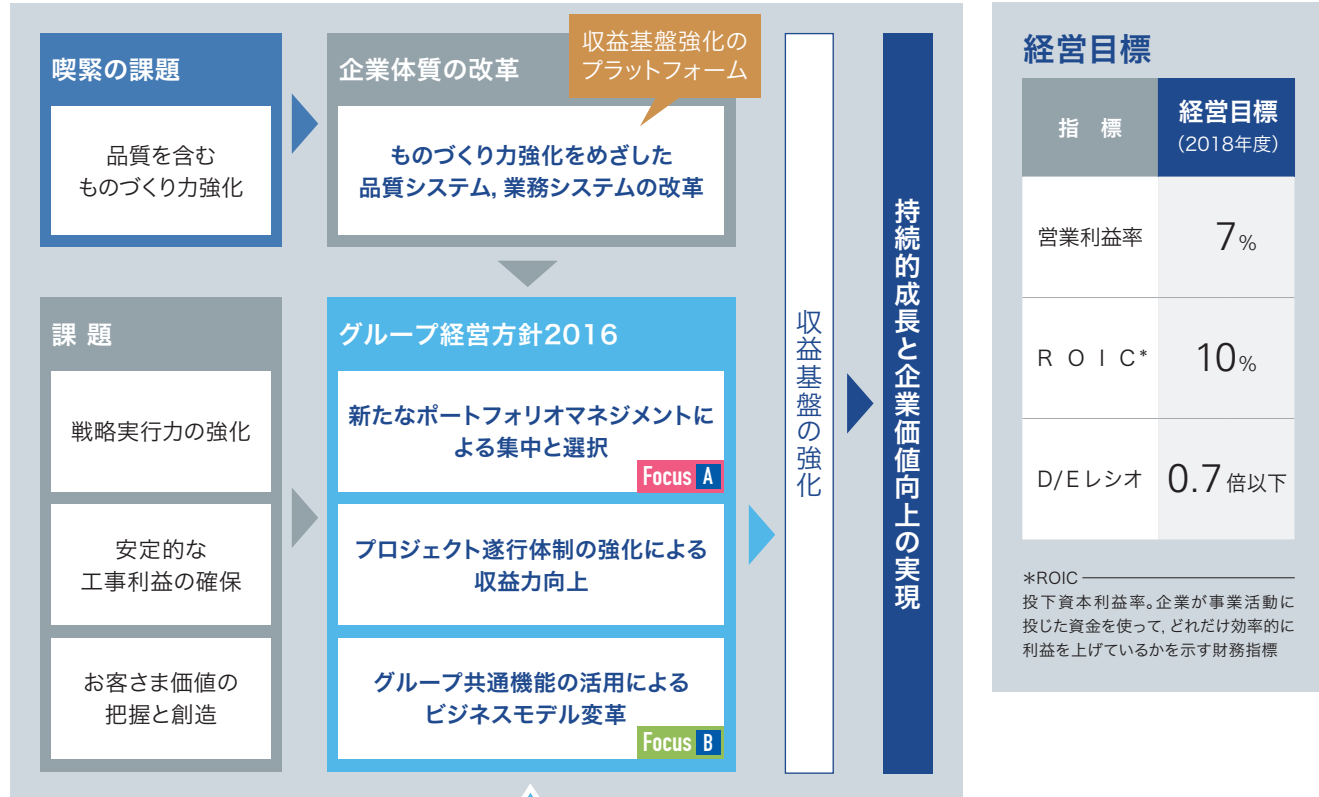 喫緊の課題
品質を含む
ものづくり力強化
企業体質の改革
収益基盤強化の
プラットフォーム
ものづくり力強化をめざした
品質システム, 業務システムの改革
課 題
戦略実行力の強化
安定的な
工事利益の確保
お客さま価値の
把握と創造
グループ経営方針2016
新たなポートフォリオマネジメントに
よる集中と選択
Focus A
プロジェクト遂行体制の強化による
収益力向上
グループ共通機能の活用による
ビジネスモデル変革
Focus B
収益基盤の強化
持続的成長と企業価値向上の実現
経営目標
指 標
経営目標
(2018年度)
営業利益率
7%
ROIC*
10%
D/Eレシオ
0.7倍以下
*ROIC
投下資本利益率。企業が事業活動に
投じた資金を使って, どれだけ効率的に
利益を上げているかを示す財務指標